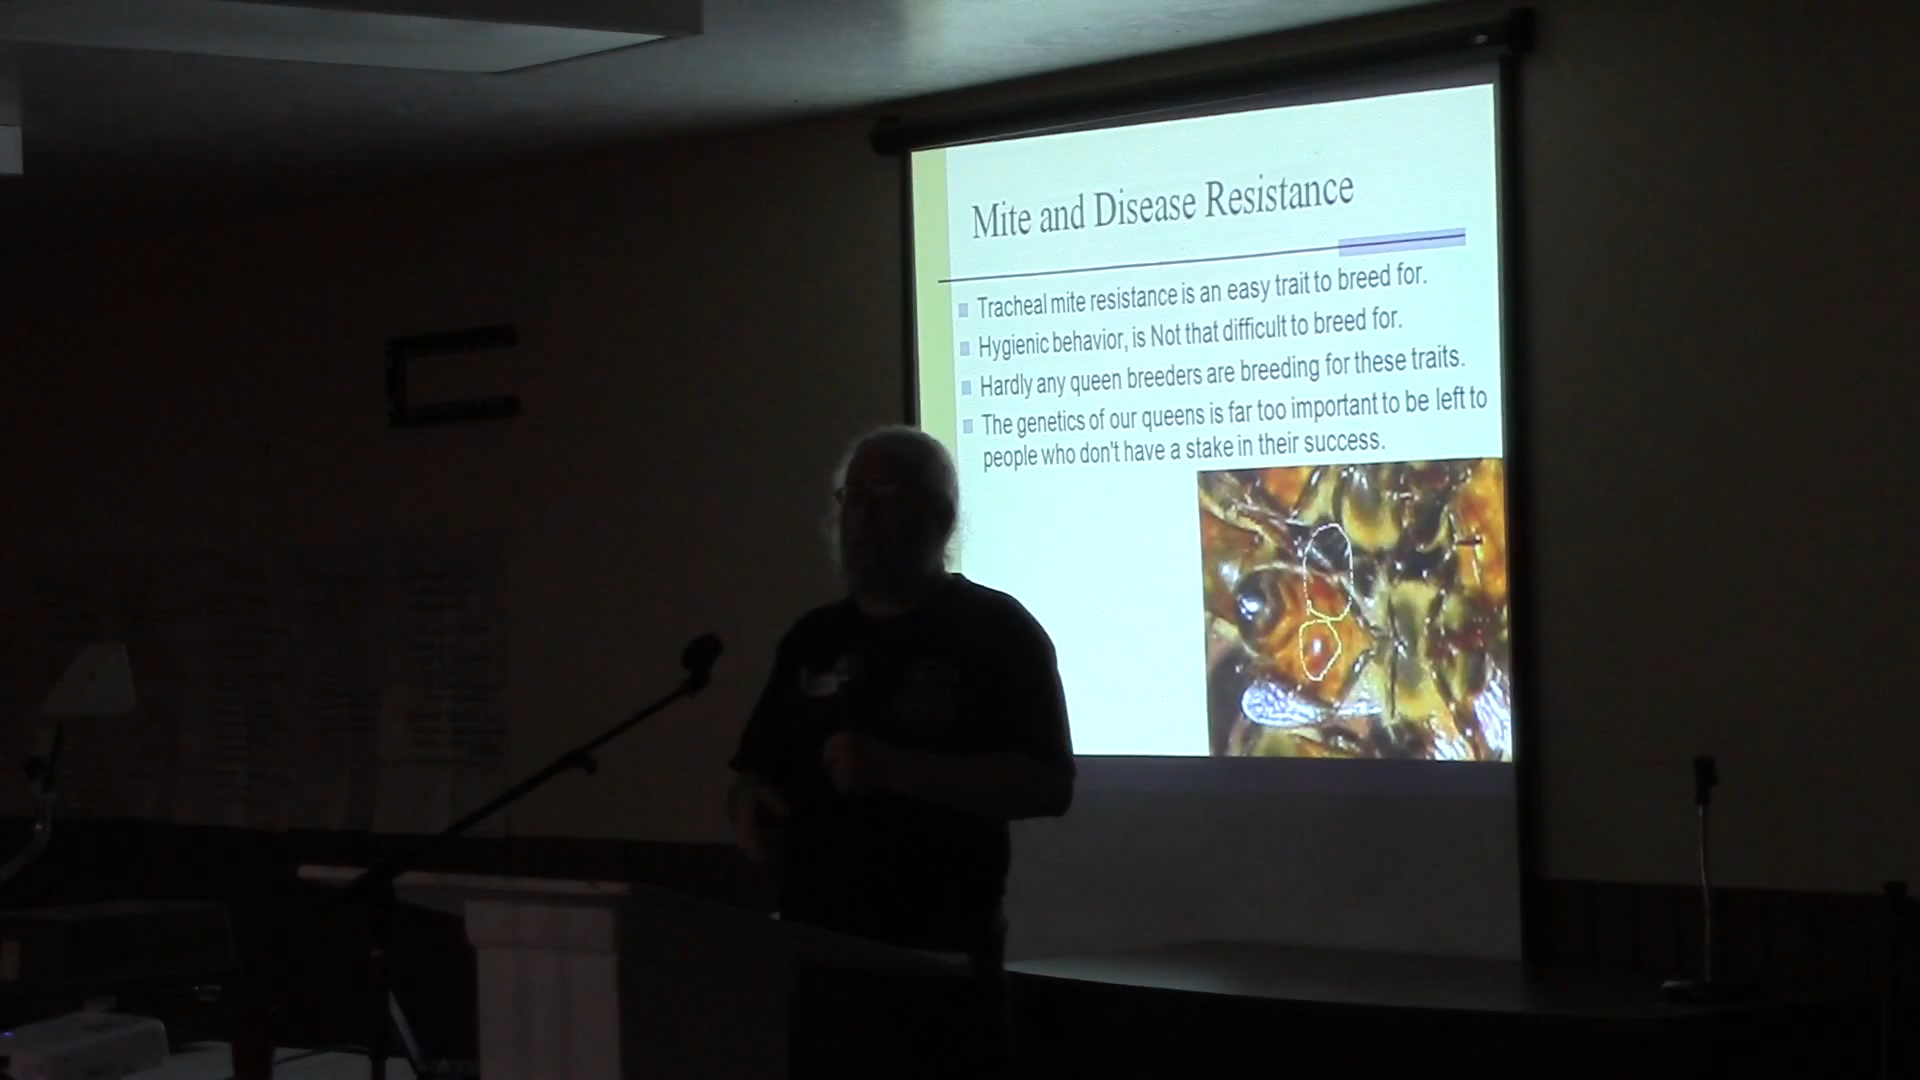 Mite and Disease Resistance
Tracheal mite resistance is an easy trait to breed for.
Hygienic behavior, is Not that difficult to breed for.
Hardly any queen breeders are breeding for these traits.
The genetics of our queens is far too important to be left to
people who don't have a stake in their success.